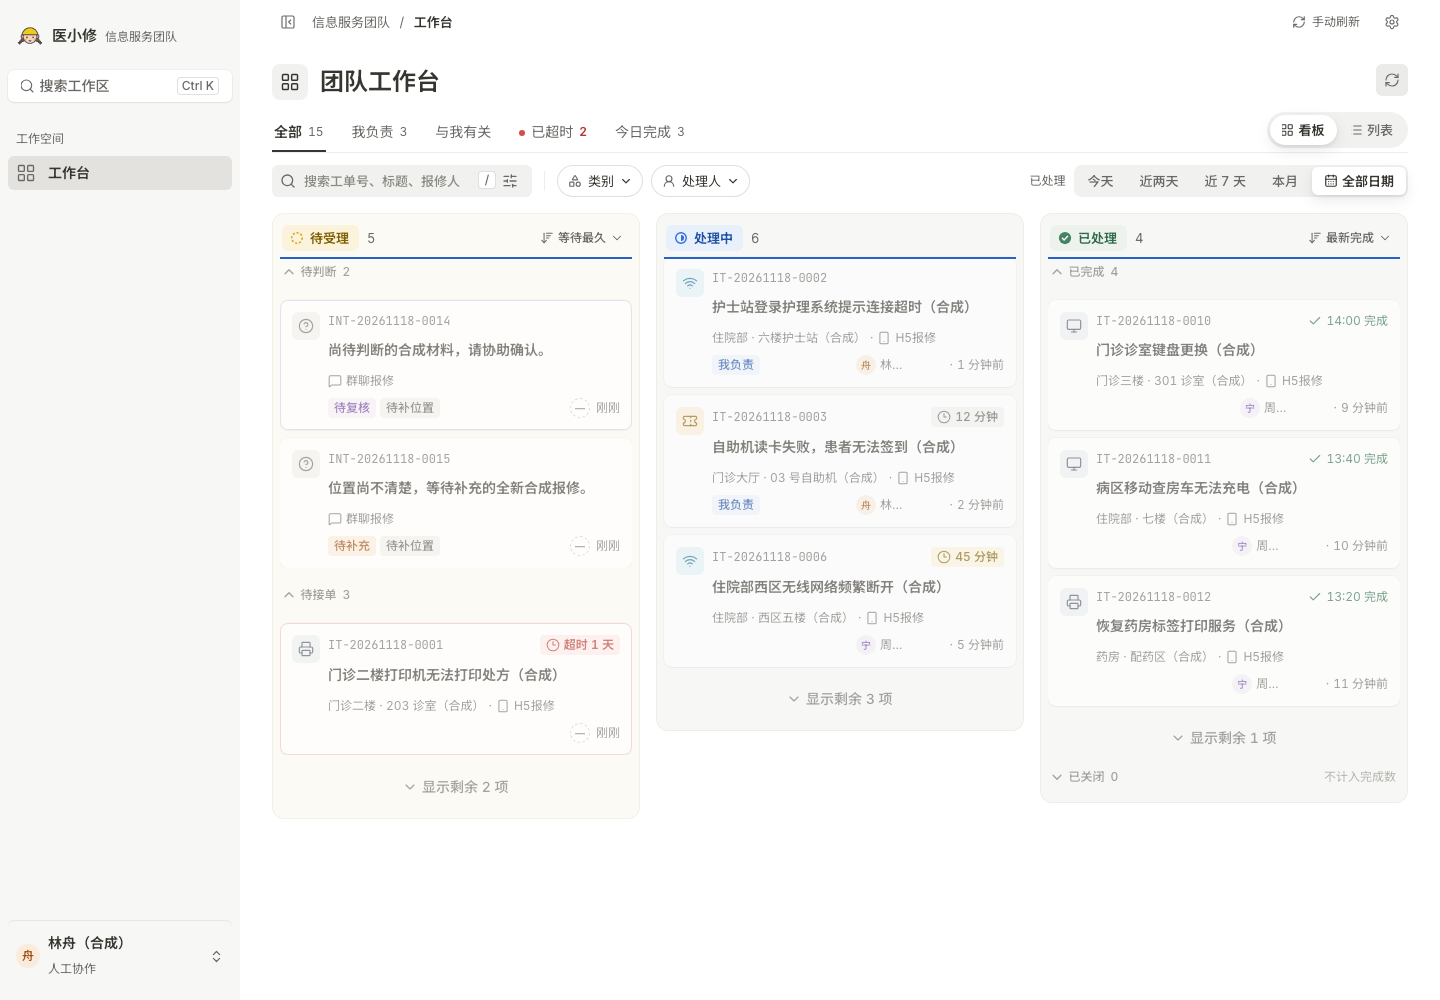 医小修 信息服务团队
搜索工作区 Ctrl K
工作空间
工作台
林舟（合成）
人工协作
舟
信息服务团队 / 工作台
手动刷新
团队工作台
全部 15 我负责 3 与我有关 已超时 2 今日完成 3
看板 列表
搜索工单号、标题、报修人 /
类别 处理人
已处理 今天 近两天 近 7 天 本月 全部日期
待受理 5 等待最久
待判断 2
INT-20261118-0014
尚待判断的合成材料，请协助确认。
群聊报修
待复核 待补位置 — 刚刚
INT-20261118-0015
位置尚不清楚，等待补充的全新合成报修。
群聊报修
待补充 待补位置 — 刚刚
待接单 3
IT-20261118-0001 超时 1 天
门诊二楼打印机无法打印处方（合成）
门诊二楼 · 203 诊室（合成） · H5报修
— 刚刚
显示剩余 2 项
处理中 6
IT-20261118-0002
护士站登录护理系统提示连接超时（合成）
住院部 · 六楼护士站（合成） · H5报修
我负责 舟 林... · 1 分钟前
IT-20261118-0003 12 分钟
自助机读卡失败，患者无法签到（合成）
门诊大厅 · 03 号自助机（合成） · H5报修
我负责 舟 林... · 2 分钟前
IT-20261118-0006 45 分钟
住院部西区无线网络频繁断开（合成）
住院部 · 西区五楼（合成） · H5报修
宁 周... · 5 分钟前
显示剩余 3 项
已处理 4 最新完成
已完成 4
IT-20261118-0010 14:00 完成
门诊诊室键盘更换（合成）
门诊三楼 · 301 诊室（合成） · H5报修
宁 周... · 9 分钟前
IT-20261118-0011 13:40 完成
病区移动查房车无法充电（合成）
住院部 · 七楼（合成） · H5报修
宁 周... · 10 分钟前
IT-20261118-0012 13:20 完成
恢复药房标签打印服务（合成）
药房 · 配药区（合成） · H5报修
宁 周... · 11 分钟前
显示剩余 1 项
已关闭 0 不计入完成数